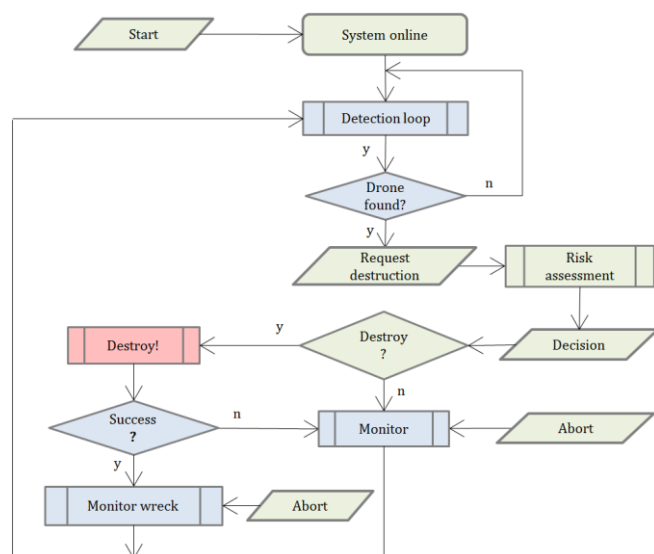 Start
System online
Detection loop
y
Drone
found?
n
y
Request
destruction
Risk
assessment
Destroy!
y
Destroy
?
Decision
n
Success
?
n
Monitor
Abort
y
Monitor wreck
Abort